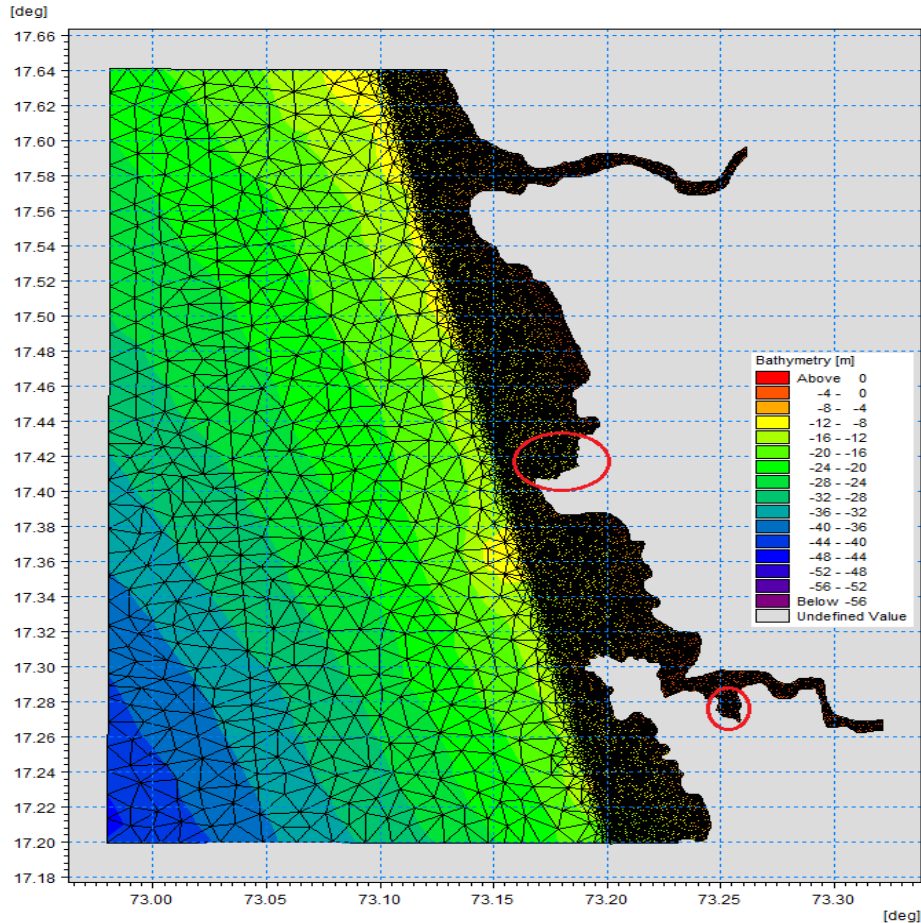 [deg]
17.66
17.64
17.62
17.60
17.58
17.56
17.54
17.52
17.50
17.48
17.46
17.44
17.42
17.40
17.38
17.36
17.34
17.32
17.30
17.28
17.26
17.24
17.22
17.20
17.18
Bathymetry [m]
Above 0
-4 - 0
-8 - -4
-12 - -8
-16 - -12
-20 - -16
-24 - -20
-28 - -24
-32 - -28
-36 - -32
-40 - -36
-44 - -40
-48 - -44
-52 - -48
-56 - -52
Below -56
Undefined Value
73.00 73.05 73.10 73.15 73.20 73.25 73.30
[deg]